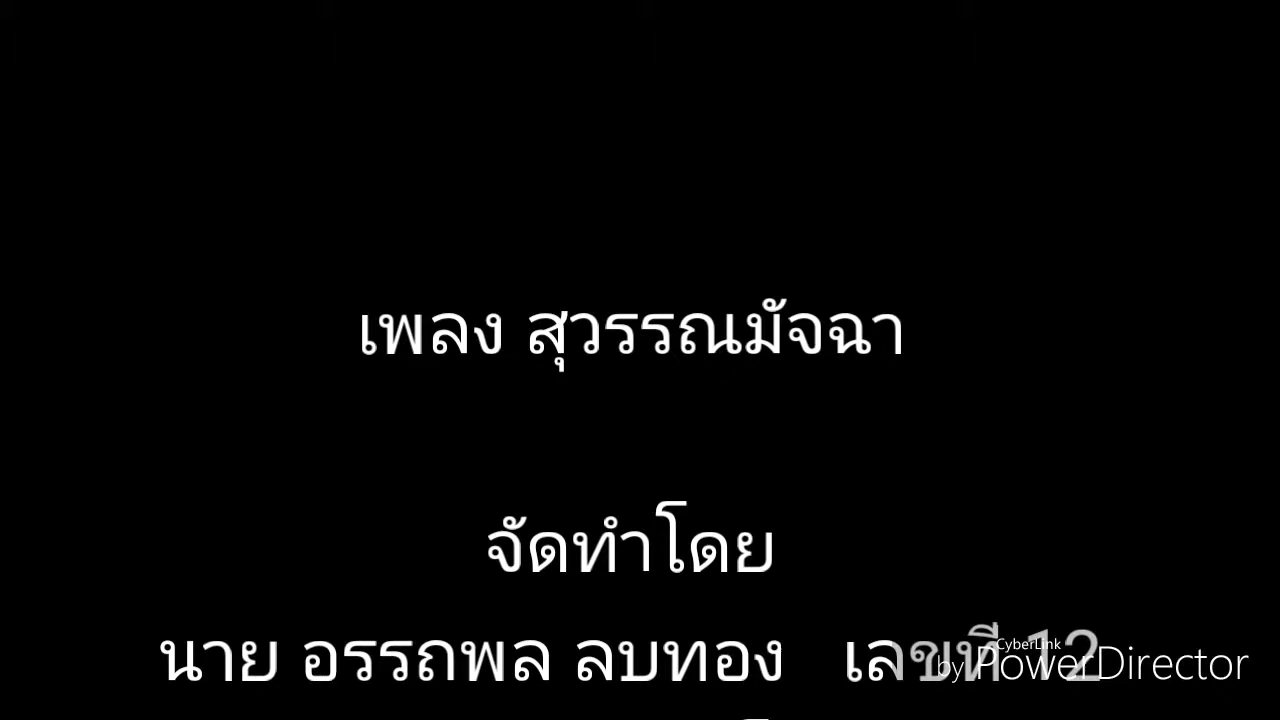 เพลง สุวรรณมัจฉา
จัดทำโดย
นาย อรรถพล ลบทอง เลขที่ 12
CyberLink
by PowerDirector